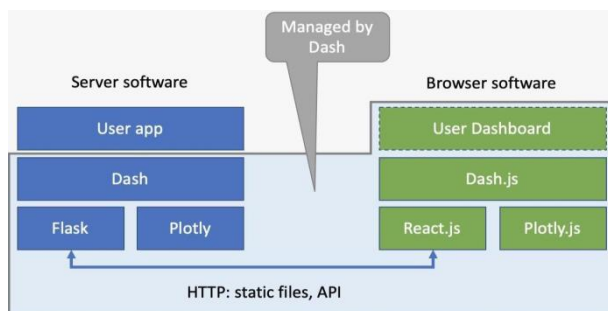 Managed by
Dash
Server software
Browser software
User app
User Dashboard
Dash
Dash.js
Flask
Plotly
React.js
Plotly.js
HTTP: static files, API